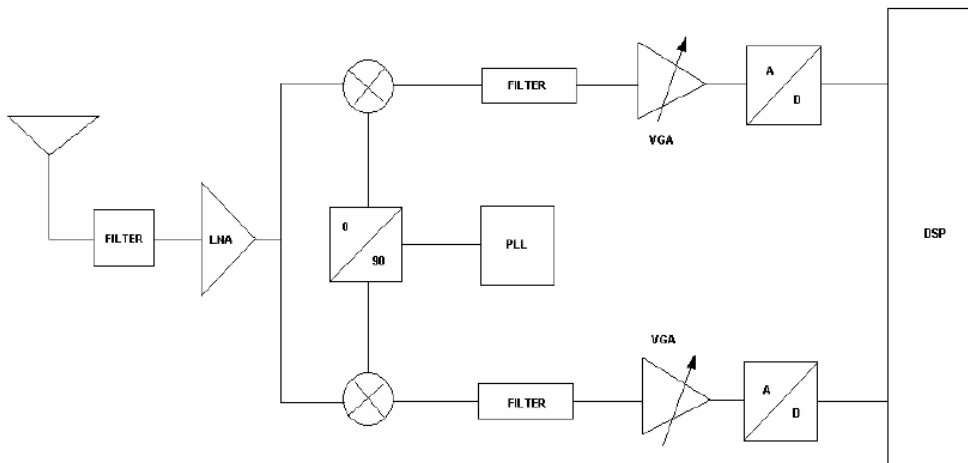 FILTER
LNA
0
90
PLL
FILTER
VGA
A
D
FILTER
VGA
A
D
DSP